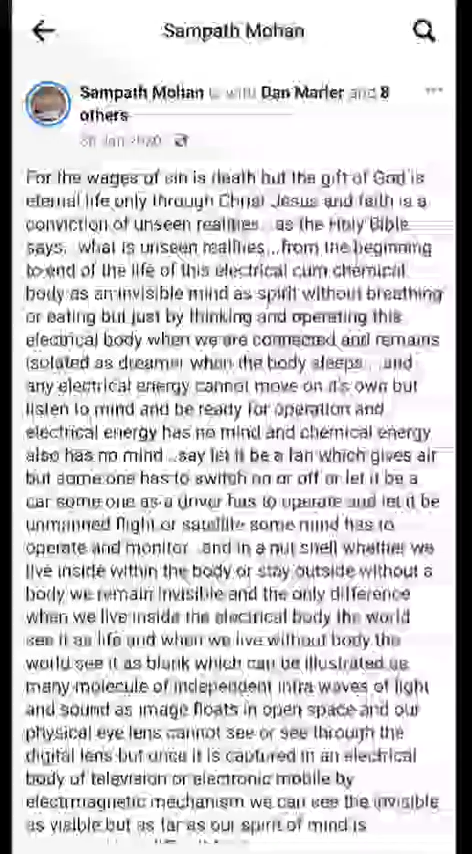 Sampath Mohan
Sampath Mohan is with Dan Marler and 8
others
Jan 2020
For the wages of sin is death but the gift of God is
eternal life only through Christ Jesus and faith is a
conviction of unseen realities...as the Holy Bible
says.. what is unseen realities...from the beginning
to end of the life of this electrical cum chemical
body as an invisible mind as spirit without breathing
or eating but just by thinking and operating this
electrical body when we are connected and remains
isolated as dreamer when the body sleeps....and
any electrical energy cannot move on it's own but
listen to mind and be ready for operation and
electrical energy has no mind and chemical energy
also has no mind ..say let it be a fan which gives air
but some one has to switch on or off or let it be a
car some one as a driver has to operate and let it be
unmanned flight or satellite some mind has to
operate and monitor ..and in a nut shell whether we
live inside within the body or stay outside without a
body we remain invisible and the only difference
when we live inside the electrical body the world
see it as life and when we live without body the
world see it as blank which can be illustrated as
many molecule of independent infra waves of light
and sound as image floats in open space and our
physical eye lens cannot see or see through the
digital lens but once it is captured in an electrical
body of television or electronic mobile by
electrmagnetic mechanism we can see the invisible
as visible but as far as our spirit of mind is